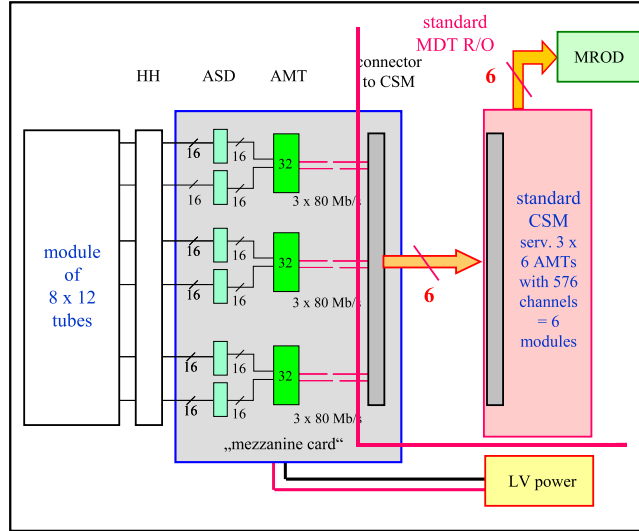 standard
MDT R/O
MROD
6
HH
ASD
AMT
connector
to CSM
16
16
32
16
16
3 x 80 Mb/s
module
of
8 x 12
tubes
16
16
32
16
16
3 x 80 Mb/s
6
standard
CSM
serv. 3 x
6 AMTs
with 576
channels
= 6
modules
16
16
32
16
16
3 x 80 Mb/s
„mezzanine card“
LV power